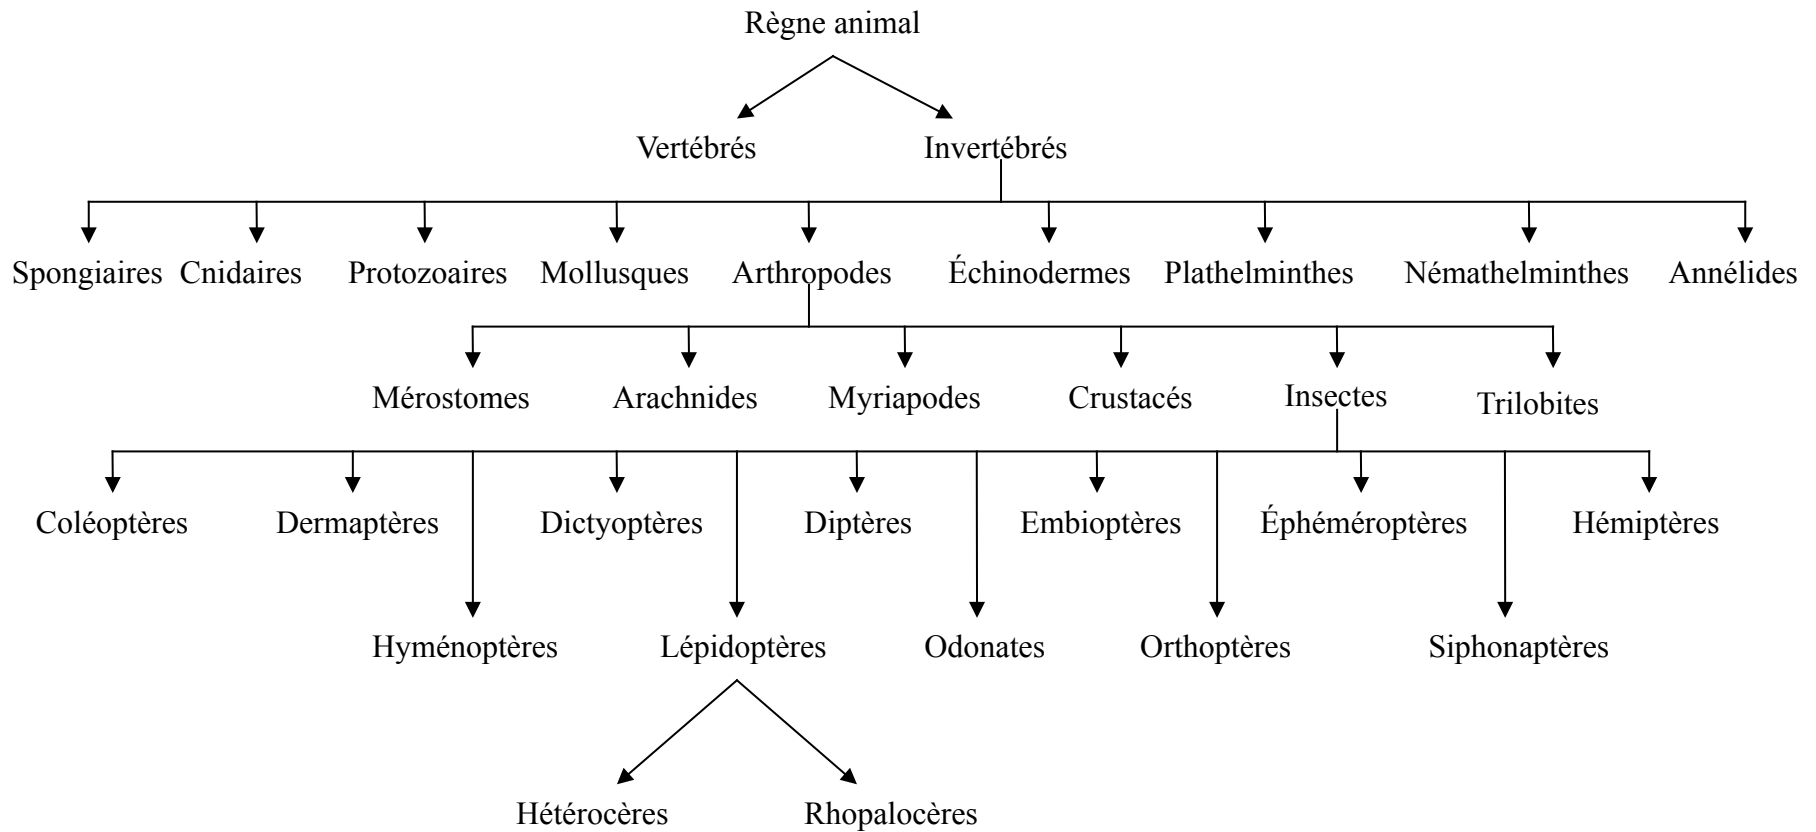 Règne animal
Vertébrés Invertébrés
Spongiaires Cnidaires Protozoaires Mollusques Arthropodes Échinodermes Plathelminthes Némathelminthes Annélides
Mérostomes Arachnides Myriapodes Crustacés Insectes Trilobites
Coléoptères Dermaptères Dictyoptères Diptères Embioptères Éphéméroptères Hémiptères
Hyménoptères Lépidoptères Odonates Orthoptères Siphonaptères
Hétérocères Rhopalocères